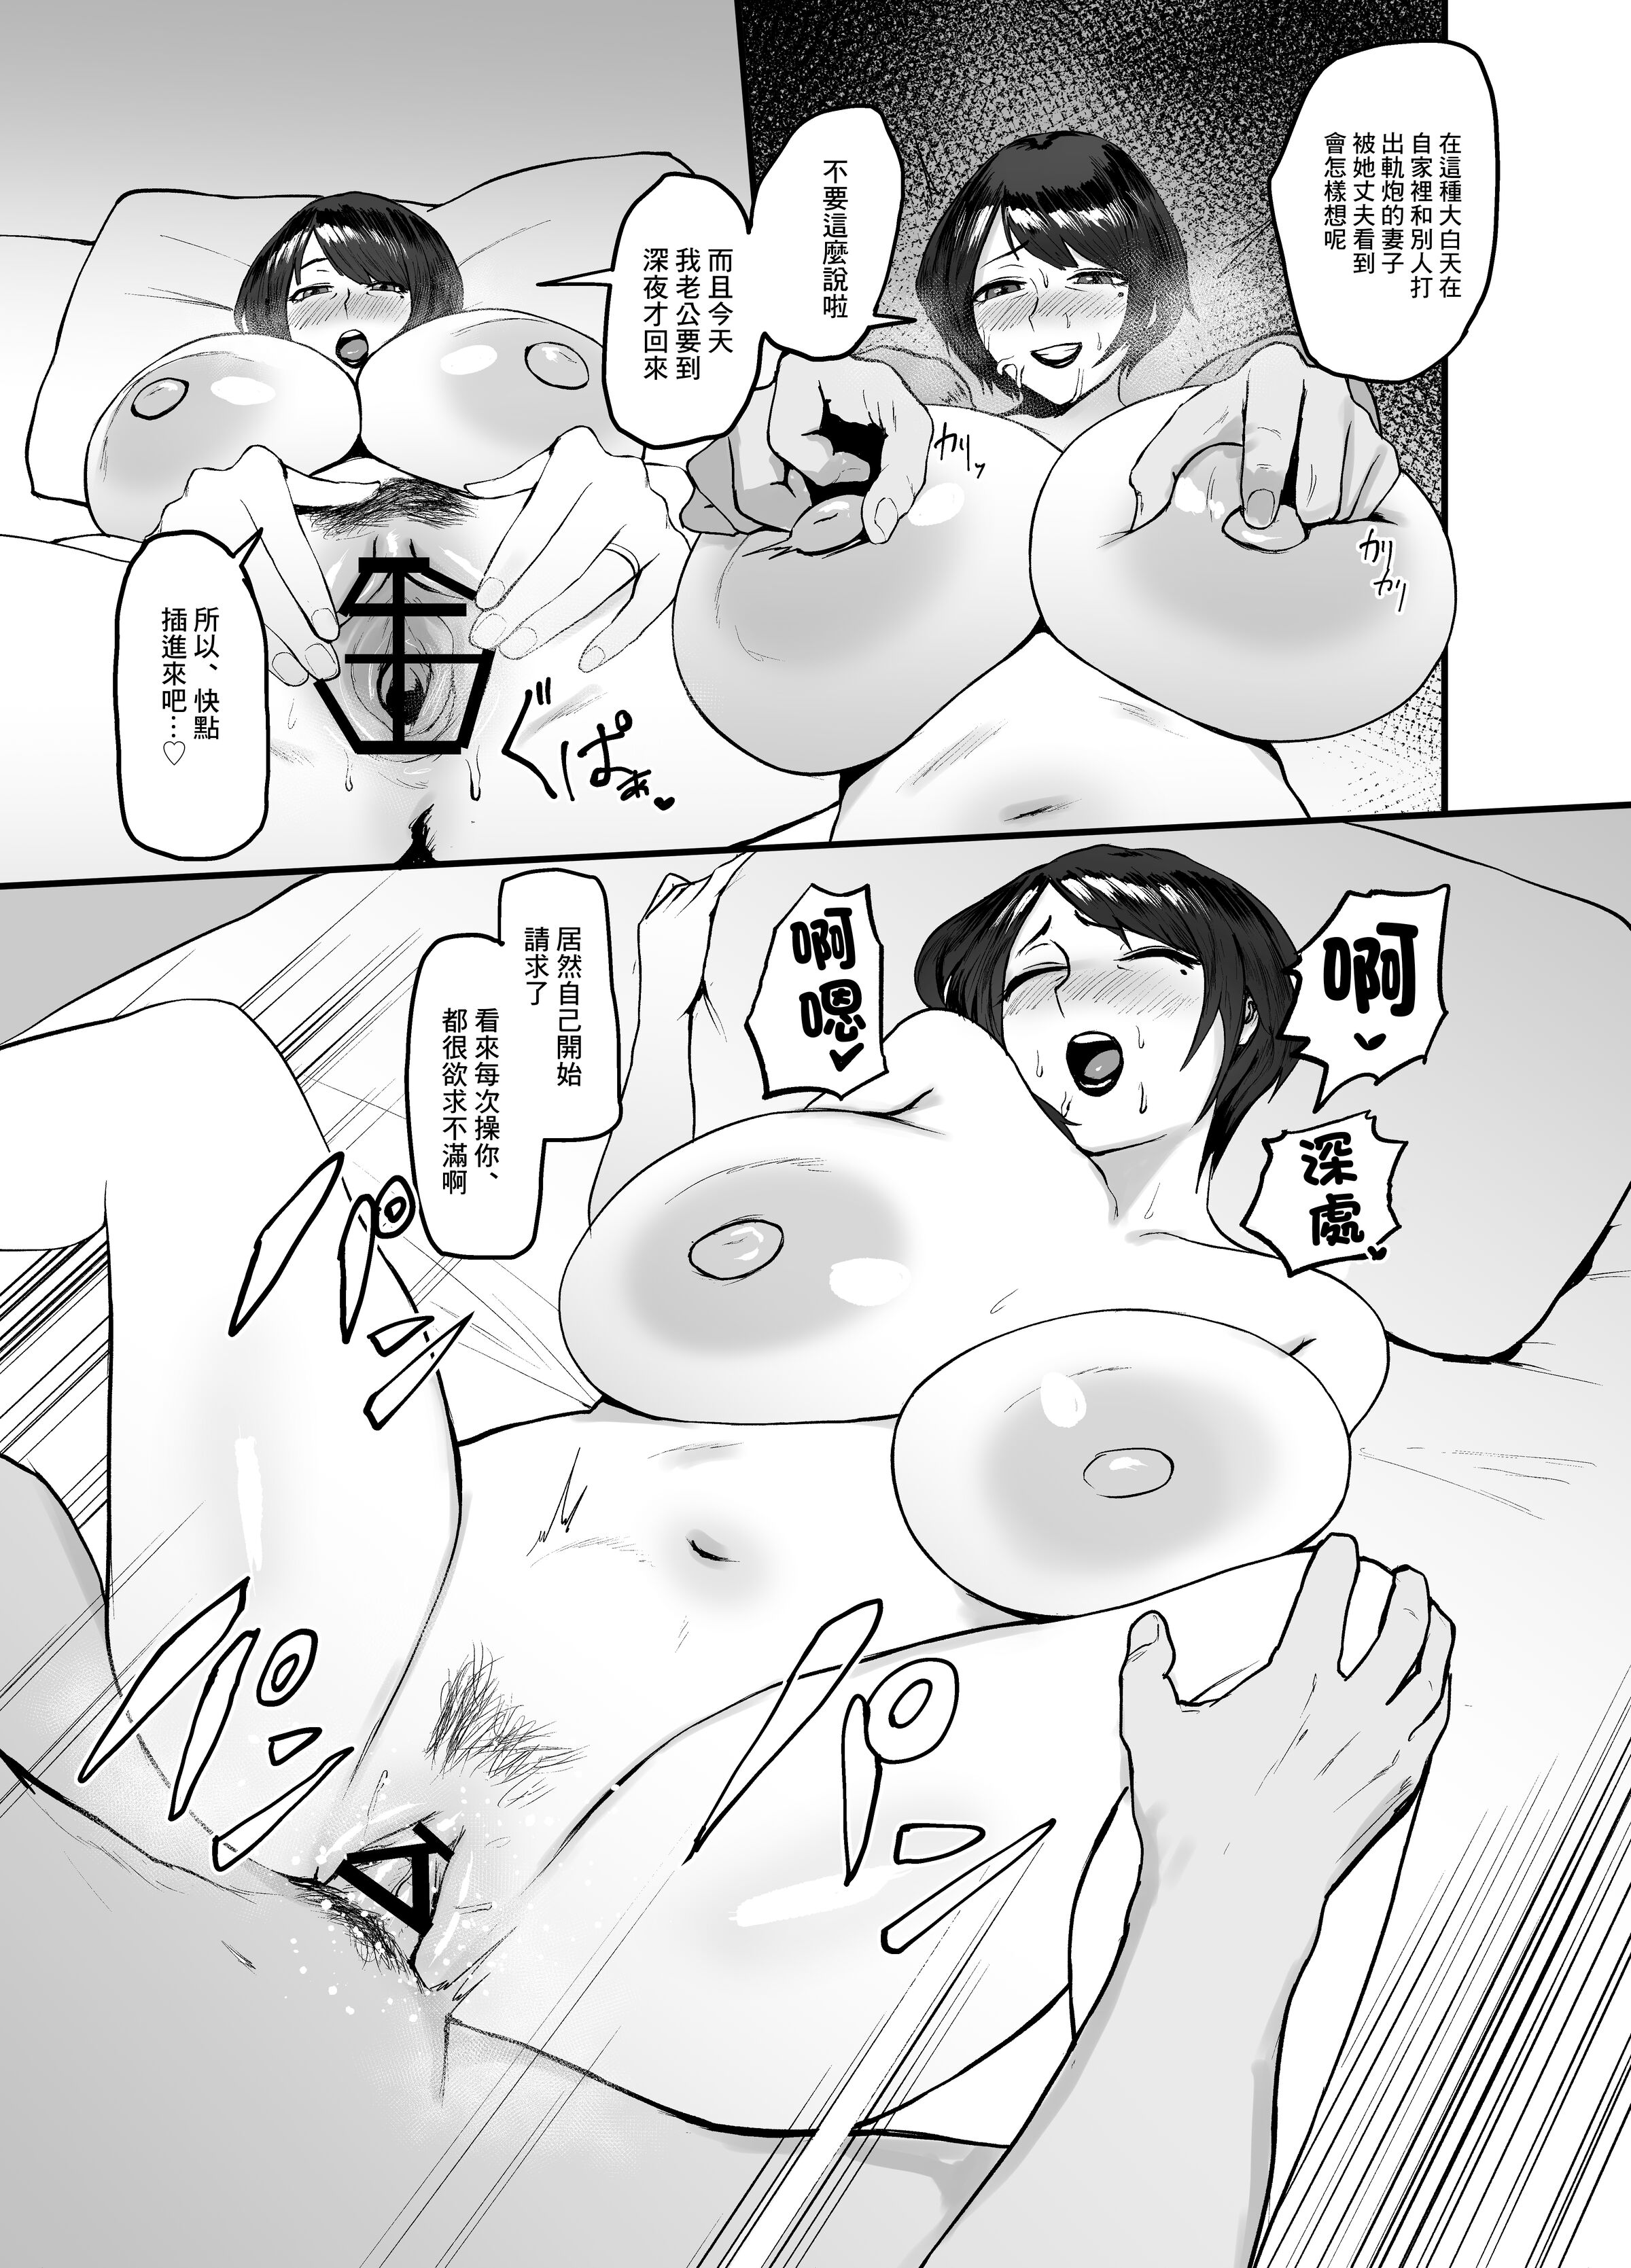 在這種大白天在
自家裡和別人打
出軌炮的妻子
被她丈夫看到
會怎樣想呢
不要這麼說啦
而且今天
我老公要到
深夜才回來
カリッ
カリカリ
所以、快點
插進來吧…♡
ぐぱぁ♥
啊♥
深處♥
啊嗯♥
居然自己開始
請求了
看來每次操你、
都很欲求不滿啊
パン
パン
パン